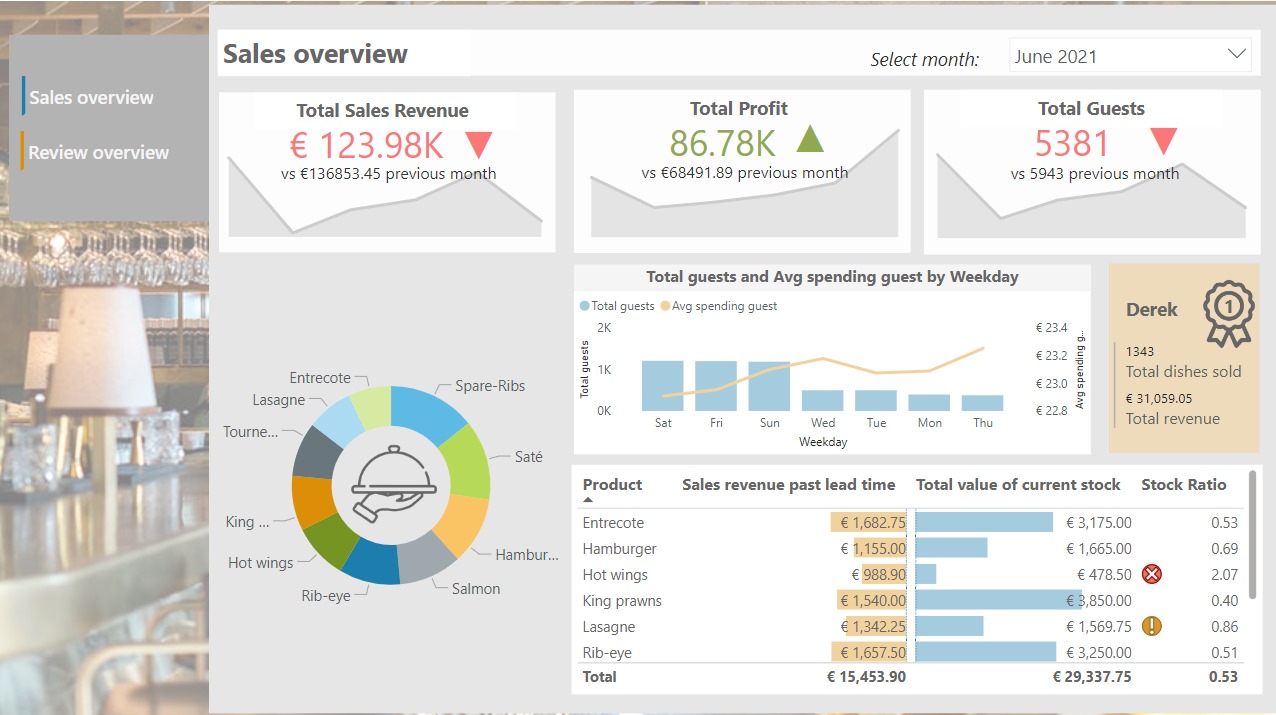 Sales overview
Select month:
June 2021
Sales overview
Review overview
Total Sales Revenue
€ 123.98K
vs €136853.45 previous month
Total Profit
86.78K
vs €68491.89 previous month
Total Guests
5381
vs 5943 previous month
Entrecote
Spare-Ribs
Lasagne
Tourne...
Saté
King ...
Hot wings
Hambur...
Rib-eye
Salmon
Total guests and Avg spending guest by Weekday
Total guests
Avg spending guest
2K
1K
0K
Total guests
€ 23.4
€ 23.2
€ 23.0
€ 22.8
Avg spending g...
Sat Fri Sun Wed Tue Mon Thu
Weekday
1
Derek
1343
Total dishes sold
€ 31,059.05
Total revenue
Product Sales revenue past lead time Total value of current stock Stock Ratio
Entrecote € 1,682.75 € 3,175.00 0.53
Hamburger € 1,155.00 € 1,665.00 0.69
Hot wings € 988.90 € 478.50 2.07
King prawns € 1,540.00 € 3,850.00 0.40
Lasagne € 1,342.25 € 1,569.75 0.86
Rib-eye € 1,657.50 € 3,250.00 0.51
Total € 15,453.90 € 29,337.75 0.53